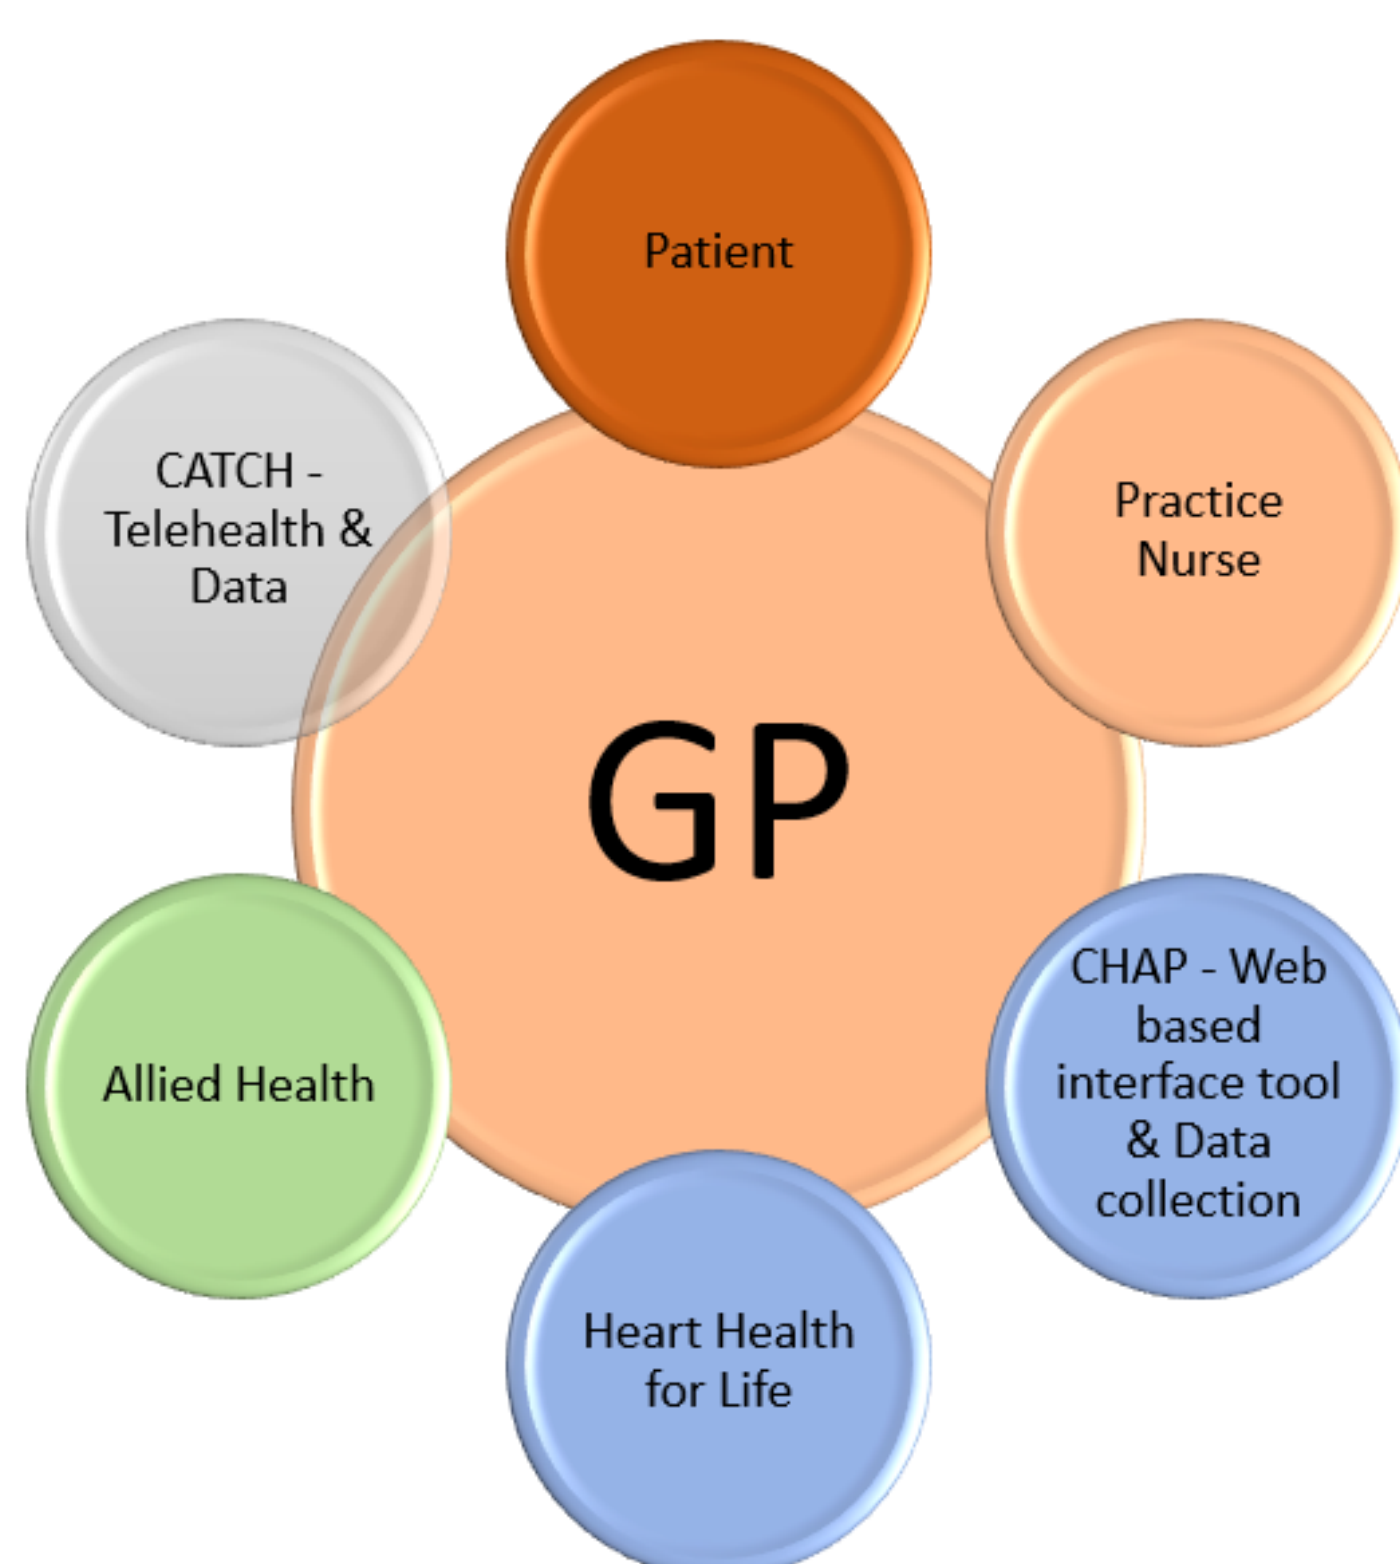 Patient
CATCH -
Telehealth &
Data
Practice
Nurse
GP
Allied Health
CHAP - Web
based
interface tool
& Data
collection
Heart Health
for Life